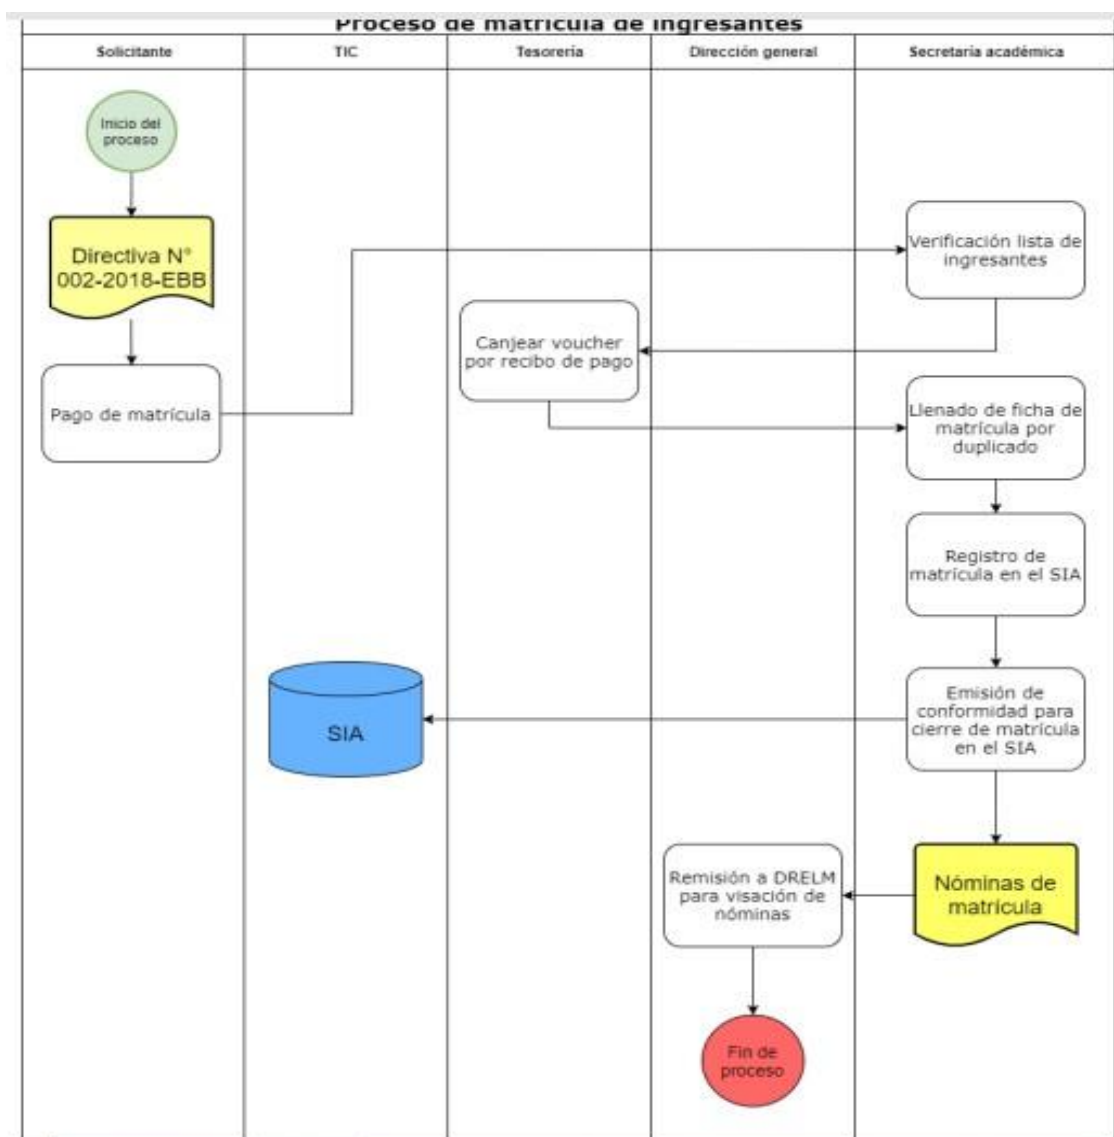 Proceso de matrícula de ingresantes
Solicitante
TIC
Tesorería
Dirección general
Secretaría académica
Inicio del
proceso
Directiva N°
002-2018-EBB
Pago de matrícula
Verificación lista de
ingresantes
Canjear voucher
por recibo de pago
Llenado de ficha de
matrícula por
duplicado
Registro de
matrícula en el SIA
Emisión de
conformidad para
cierre de matrícula
en el SIA
SIA
Nóminas de
matrícula
Remisión a DRELM
para visación de
nóminas
Fin de
proceso